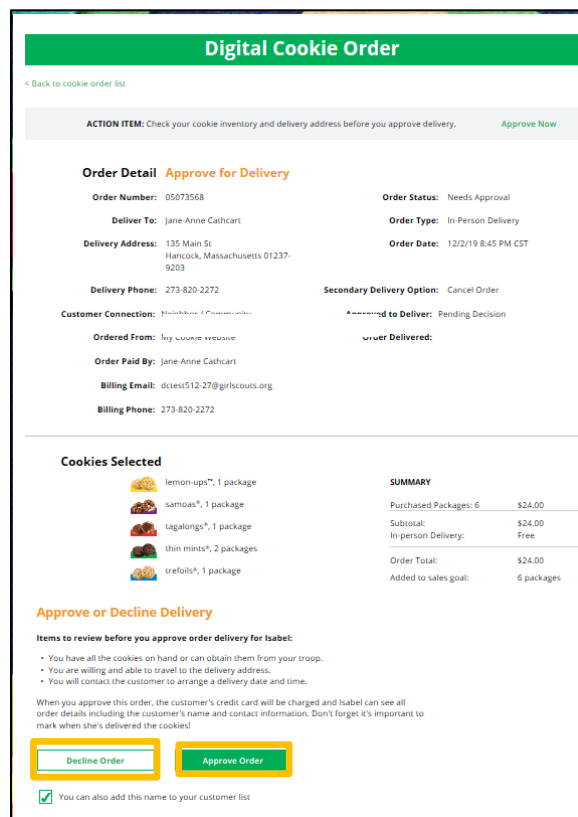 Digital Cookie Order
< Back to cookie order list
ACTION ITEM: Check your cookie inventory and delivery address before you approve delivery. Approve Now
Order Detail Approve for Delivery
Order Number: 05073568 Order Status: Needs Approval
Deliver To: Jane-Anne Cathcart Order Type: In-Person Delivery
Delivery Address: 135 Main St Order Date: 12/2/19 8:45 PM CST
Hancock, Massachusetts 01237-
9203
Delivery Phone: 273-820-2272 Secondary Delivery Option: Cancel Order
Customer Connection: Neighbor / Community Approved to Deliver: Pending Decision
Ordered From: My Cookie Website Order Delivered:
Order Paid By: Jane-Anne Cathcart
Billing Email: dctest512-27@girlscouts.org
Billing Phone: 273-820-2272
Cookies Selected
lemon-ups™, 1 package SUMMARY
samoas®, 1 package Purchased Packages: 6 $24.00
tagalongs®, 1 package Subtotal: $24.00
In-person Delivery: Free
thin mints®, 2 packages
Order Total: $24.00
trefoils®, 1 package Added to sales goal: 6 packages
Approve or Decline Delivery
Items to review before you approve order delivery for Isabel:
• You have all the cookies on hand or can obtain them from your troop.
• You are willing and able to travel to the delivery address.
• You will contact the customer to arrange a delivery date and time.
When you approve this order, the customer's credit card will be charged and Isabel can see all
order details including the customer's name and contact information. Don't forget it's important to
mark when she's delivered the cookies!
Decline Order Approve Order
You can also add this name to your customer list